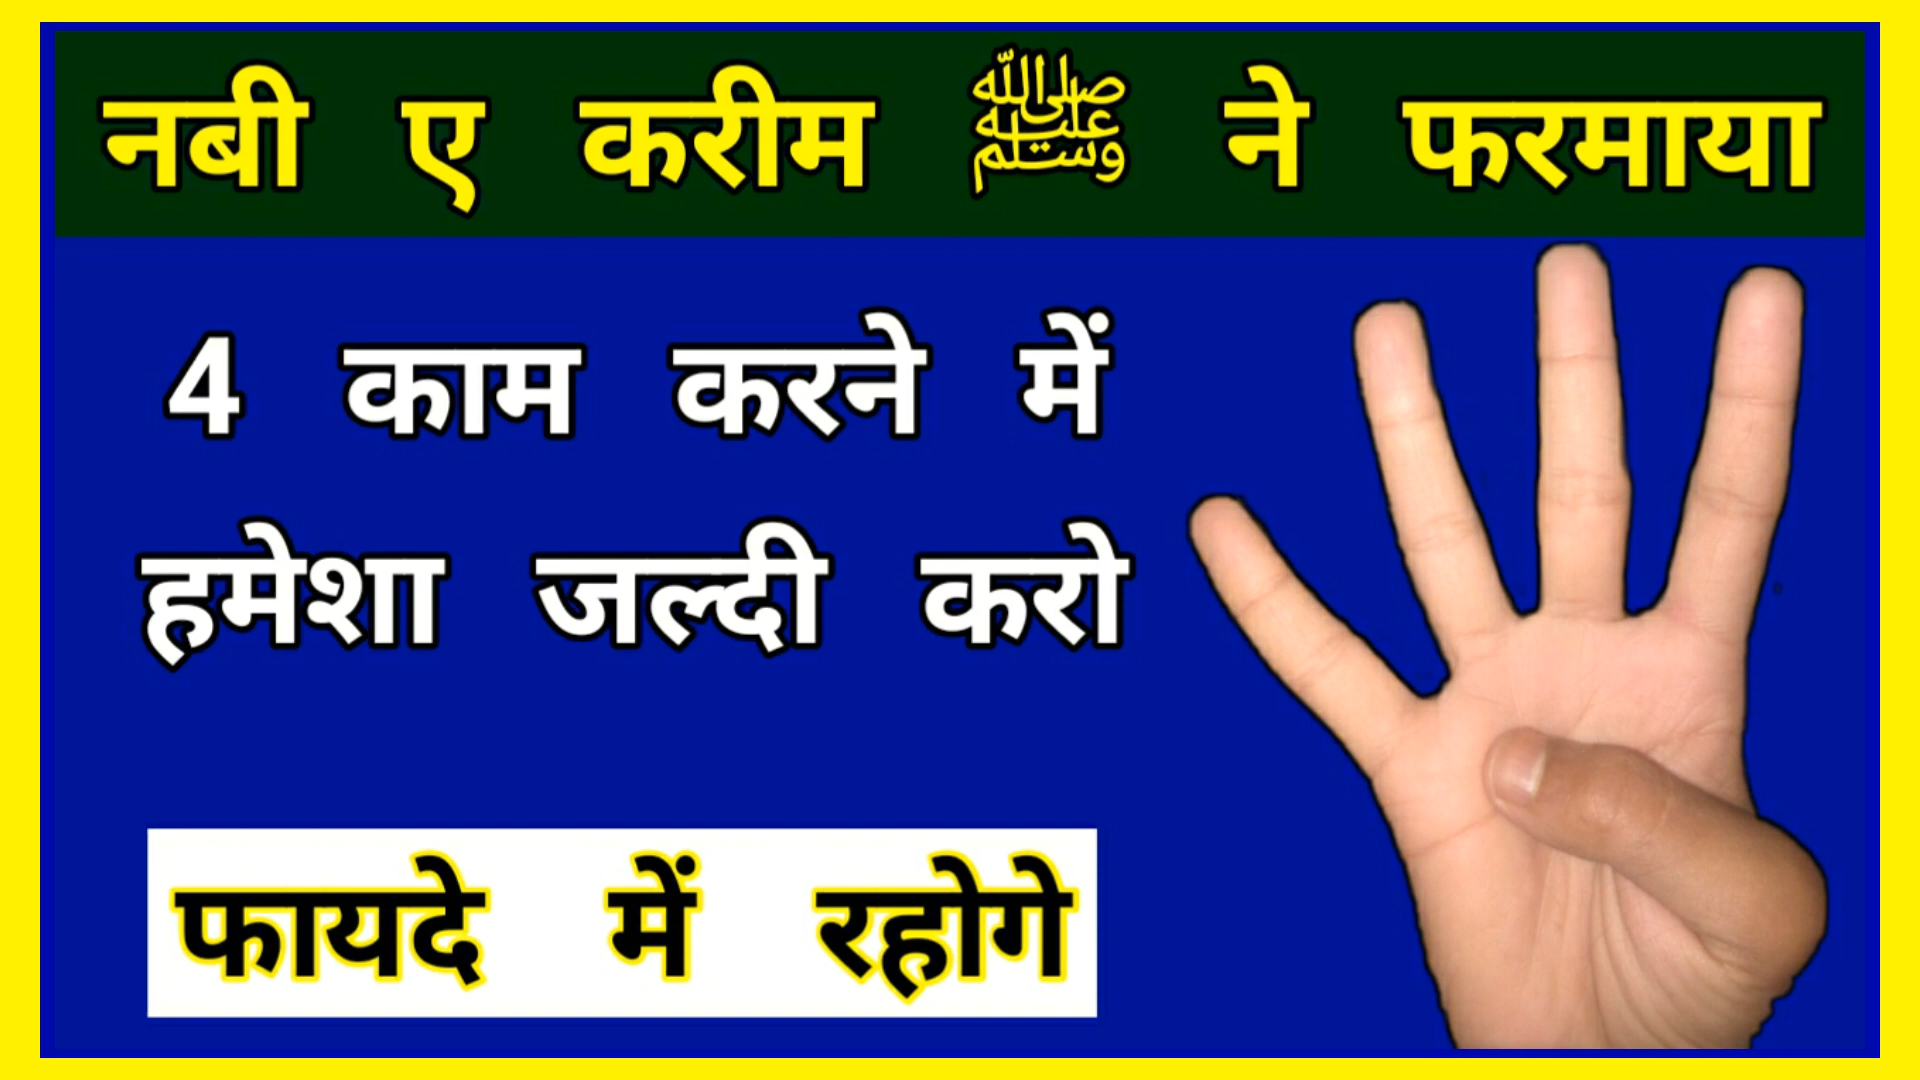 नबी ए करीम ﷺ ने फरमाया
4 काम करने में
हमेशा जल्दी करो
फायदे में रहोगे